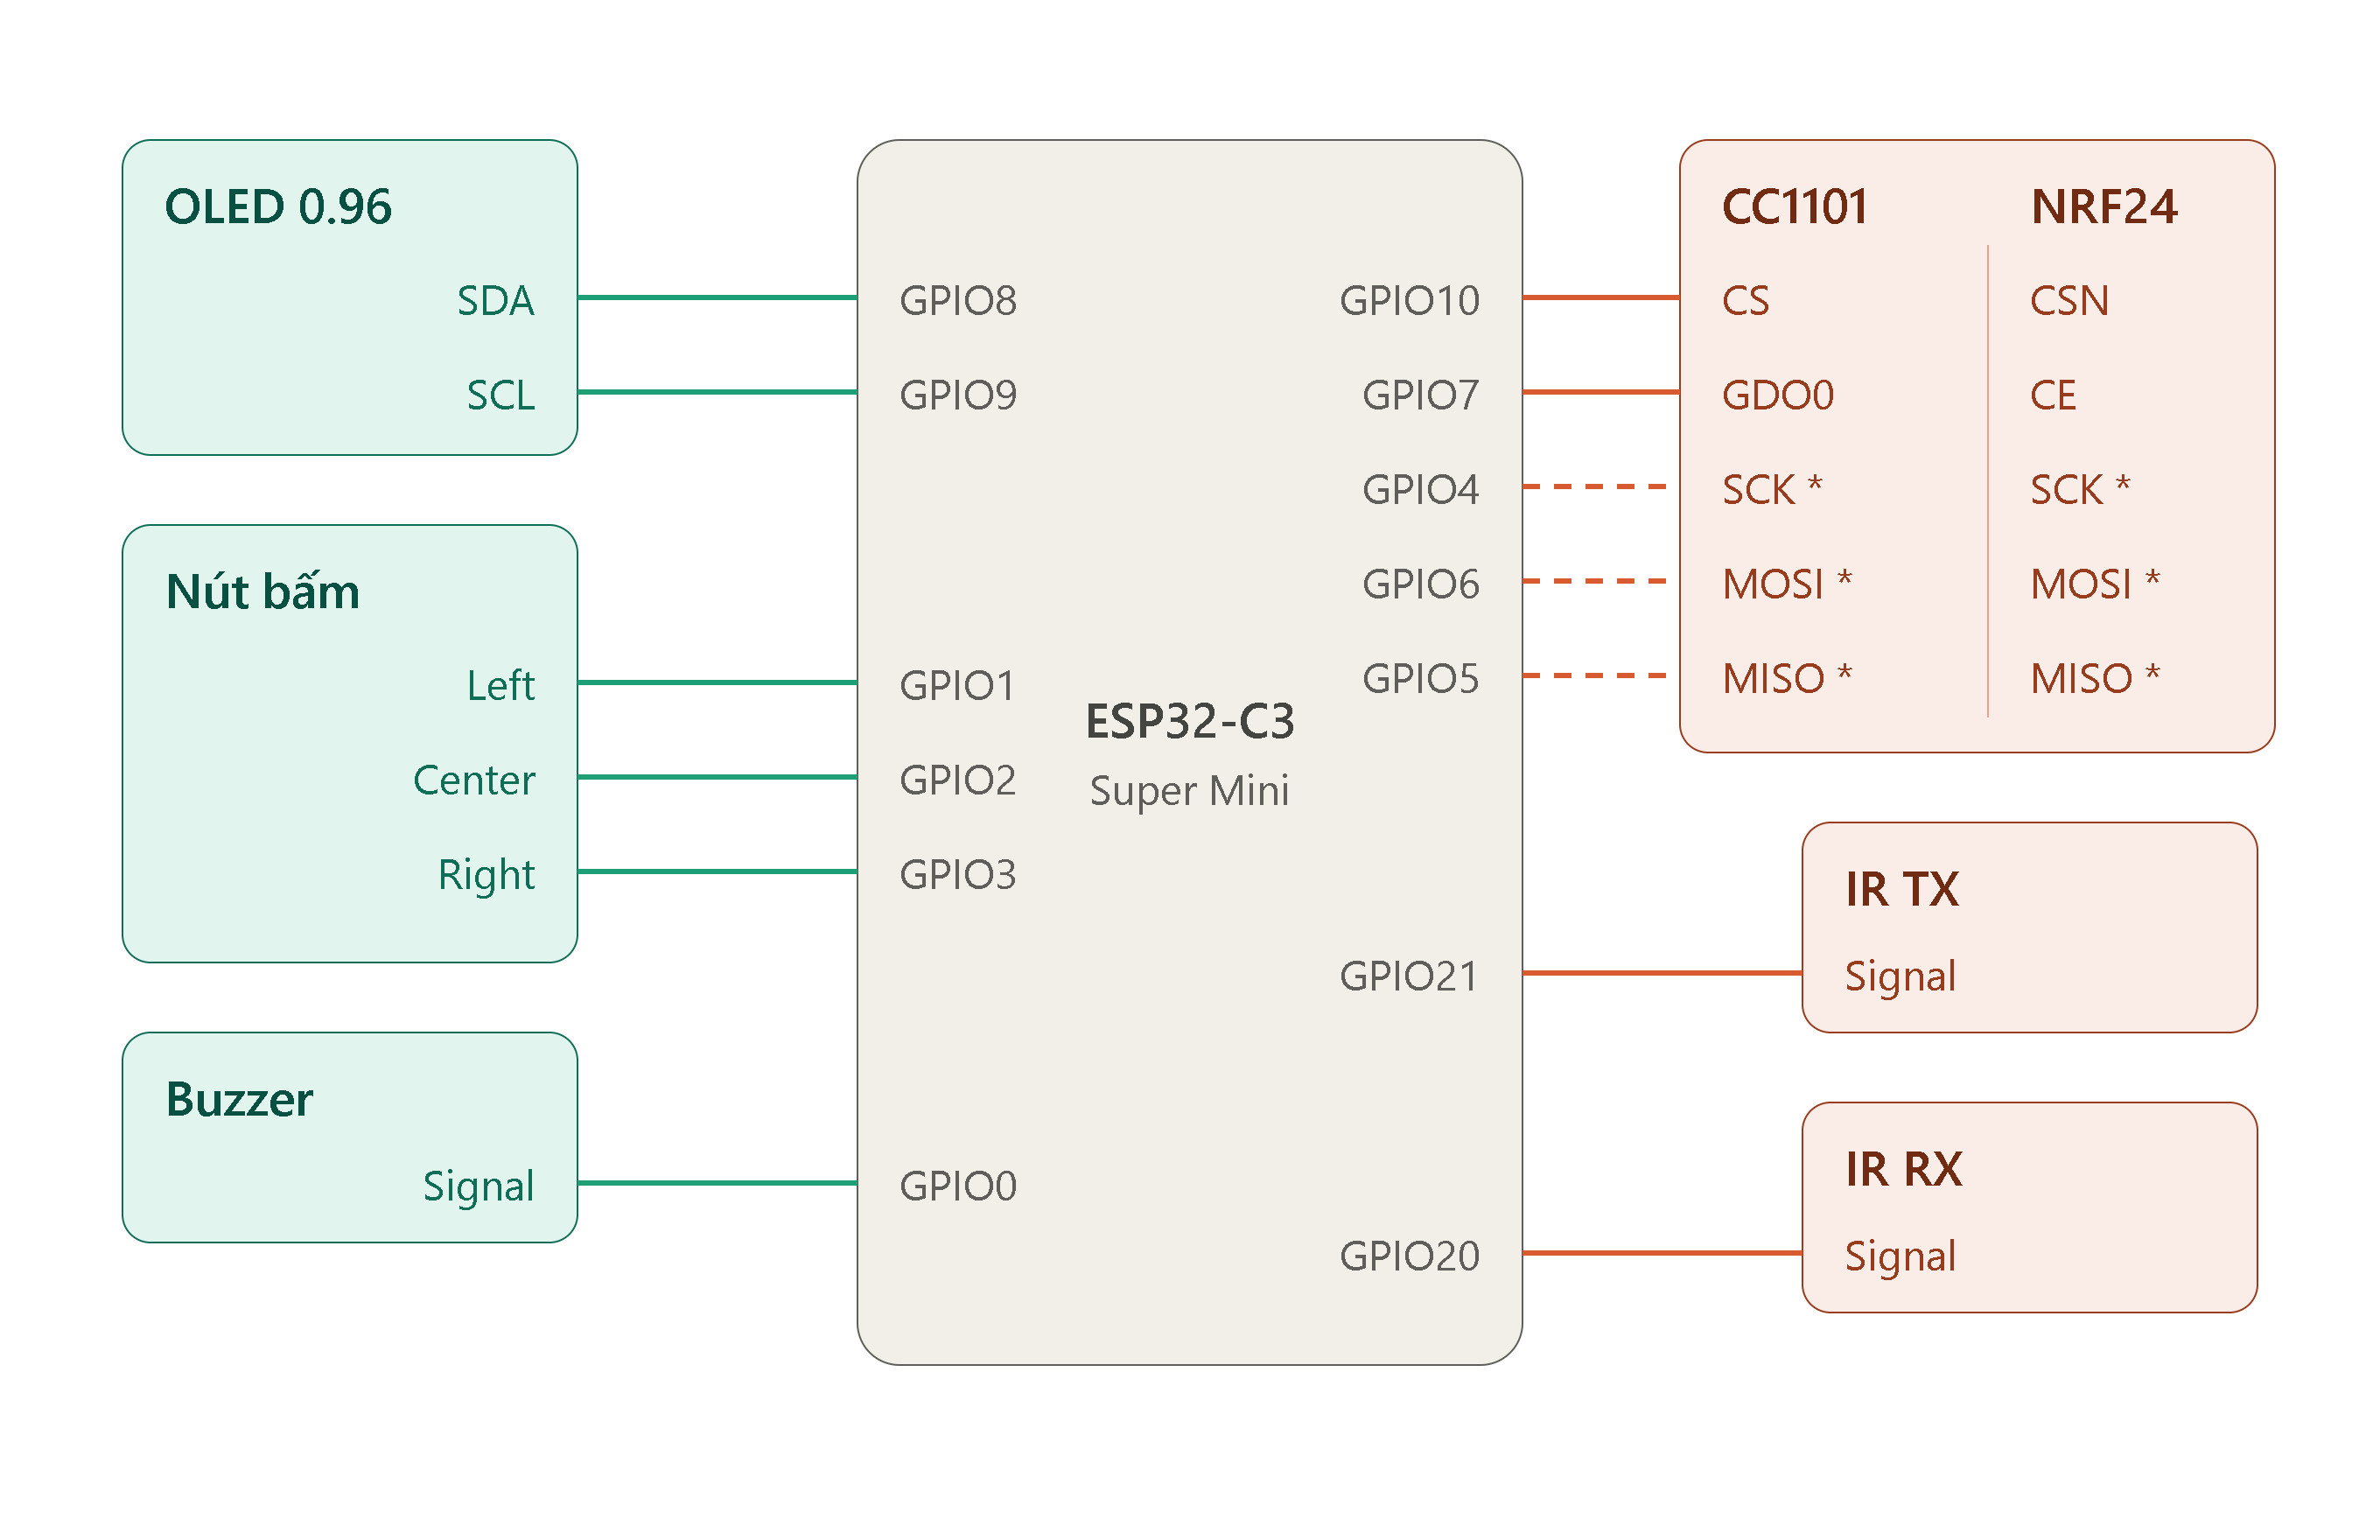 OLED 0.96
SDA
SCL
Nút bấm
Left
Center
Right
Buzzer
Signal
GPIO8
GPIO9
GPIO1
GPIO2
GPIO3
GPIO0
ESP32-C3
Super Mini
GPIO10
GPIO7
GPIO4
GPIO6
GPIO5
GPIO21
GPIO20
CC1101 NRF24
CS CSN
GDO0 CE
SCK * SCK *
MOSI * MOSI *
MISO * MISO *
IR TX
Signal
IR RX
Signal